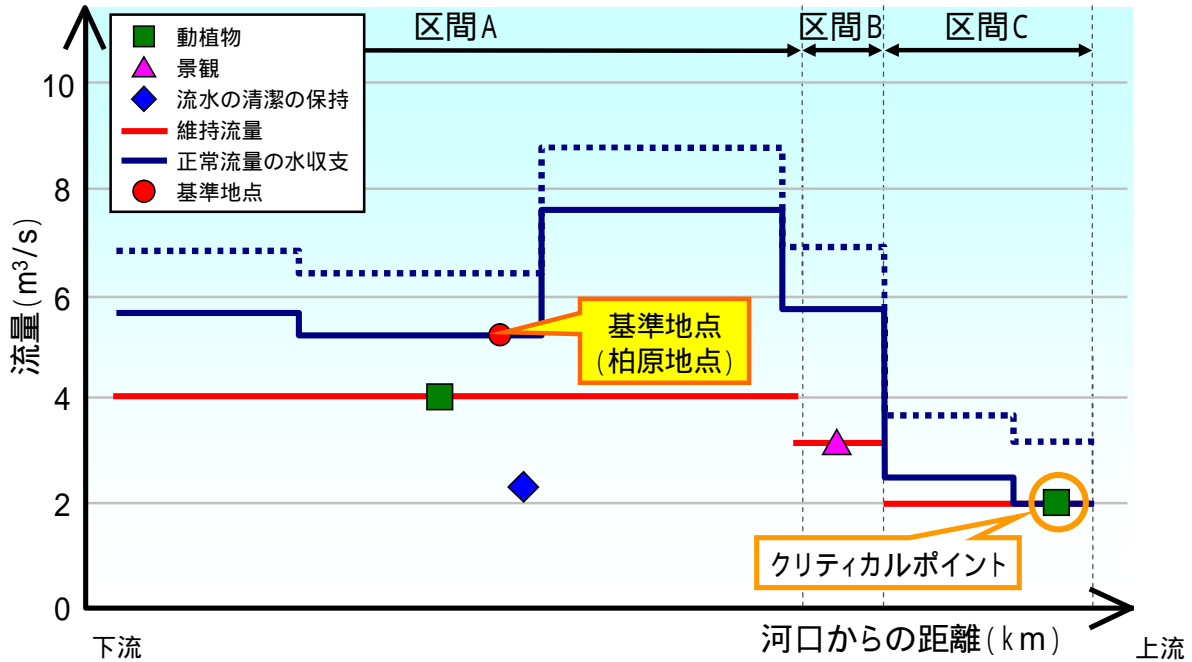 区間A
区間B
区間C
動植物
景観
流水の清潔の保持
維持流量
正常流量の水収支
基準地点
10
8
6
4
2
0
流量(m³/s)
基準地点
(柏原地点)
クリティカルポイント
下流
河口からの距離(km)
上流